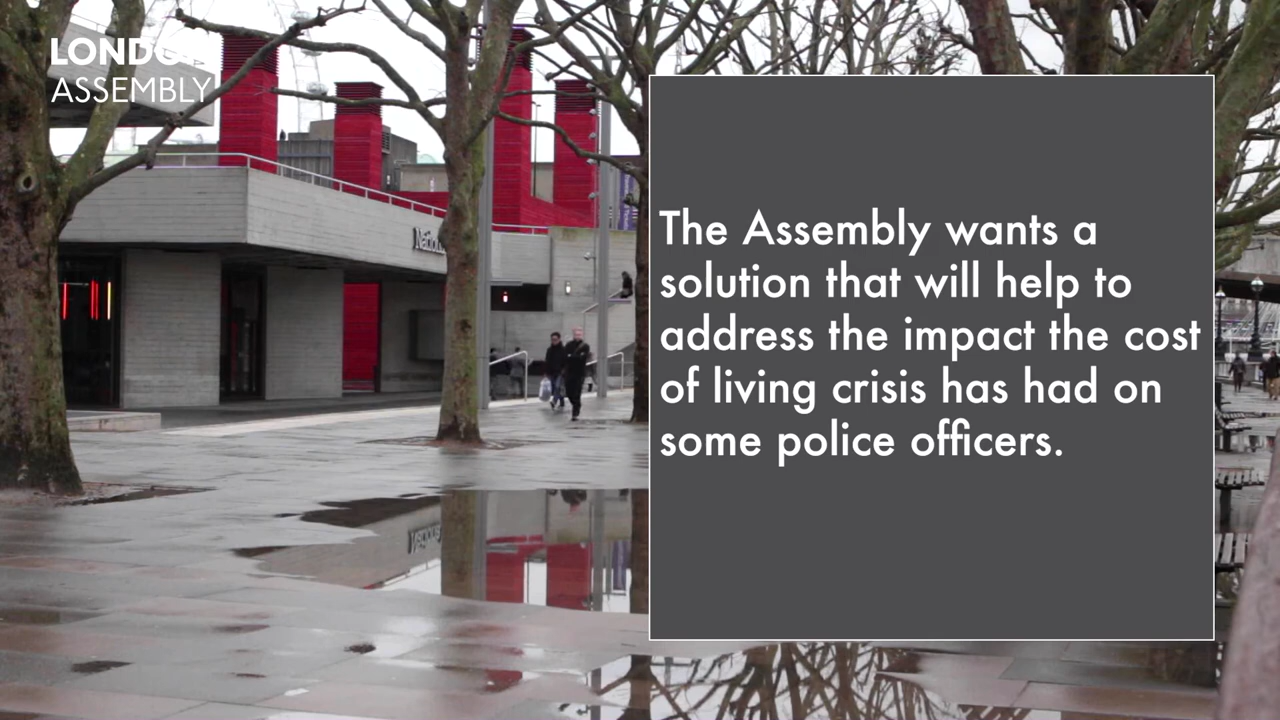 LONDON
ASSEMBLY
The Assembly wants a
solution that will help to
address the impact the cost
of living crisis has had on
some police officers.